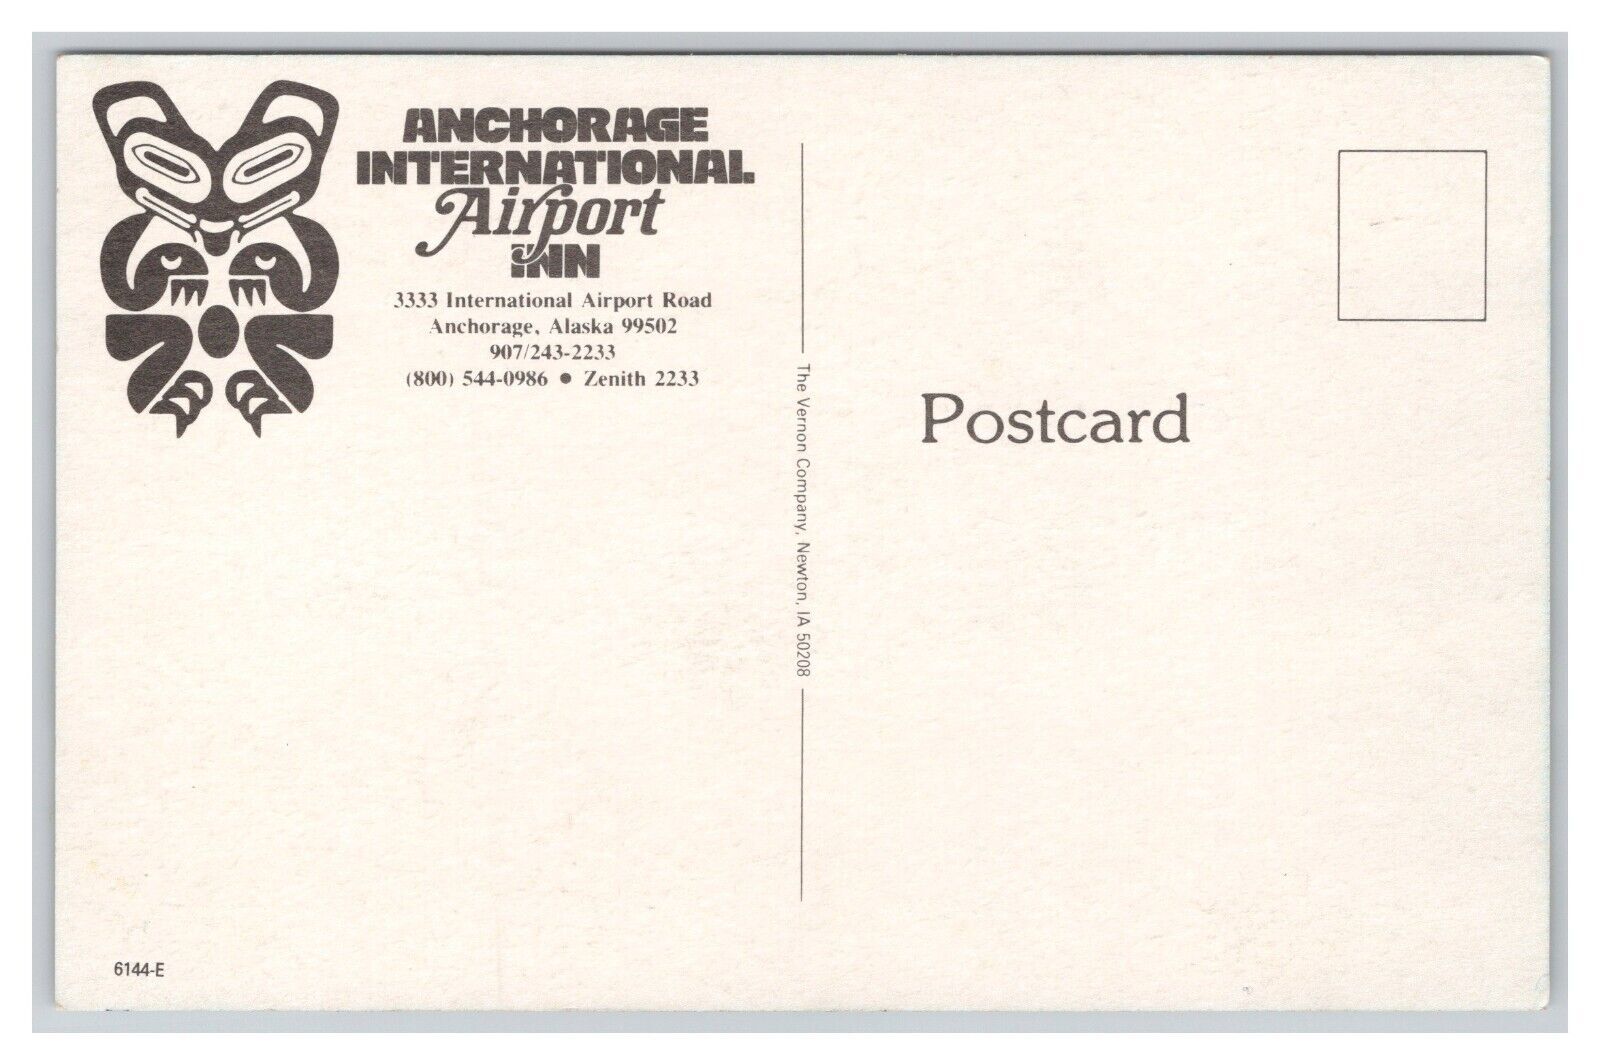 ANCHORAGE
INTERNATIONAL
Airport
INN
3333 International Airport Road
Anchorage, Alaska 99502
907/243-2233
(800) 544-0986 • Zenith 2233
The Vernon Company, Newton, IA 50208
Postcard
6144-E